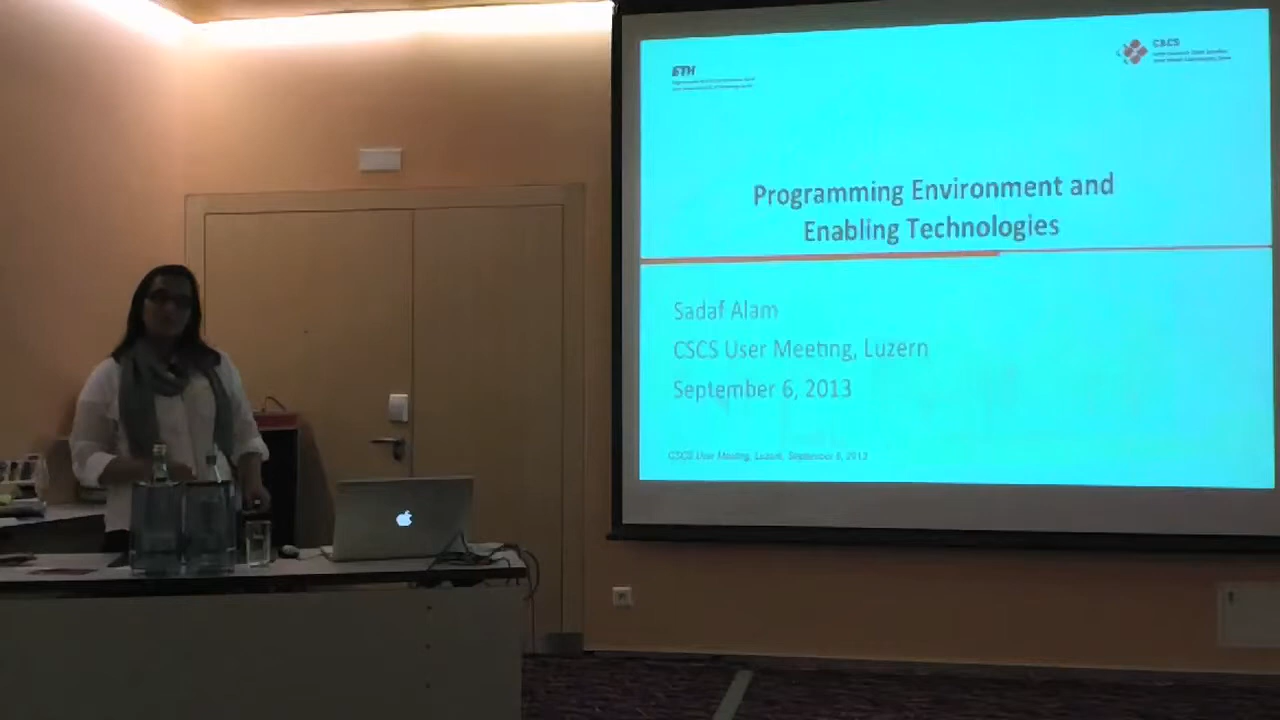 ETH
CSCS
Programming Environment and
Enabling Technologies
Sadaf Alam
CSCS User Meeting, Luzern
September 6, 2013
CSCS User Meeting, Luzern, September 6, 2013